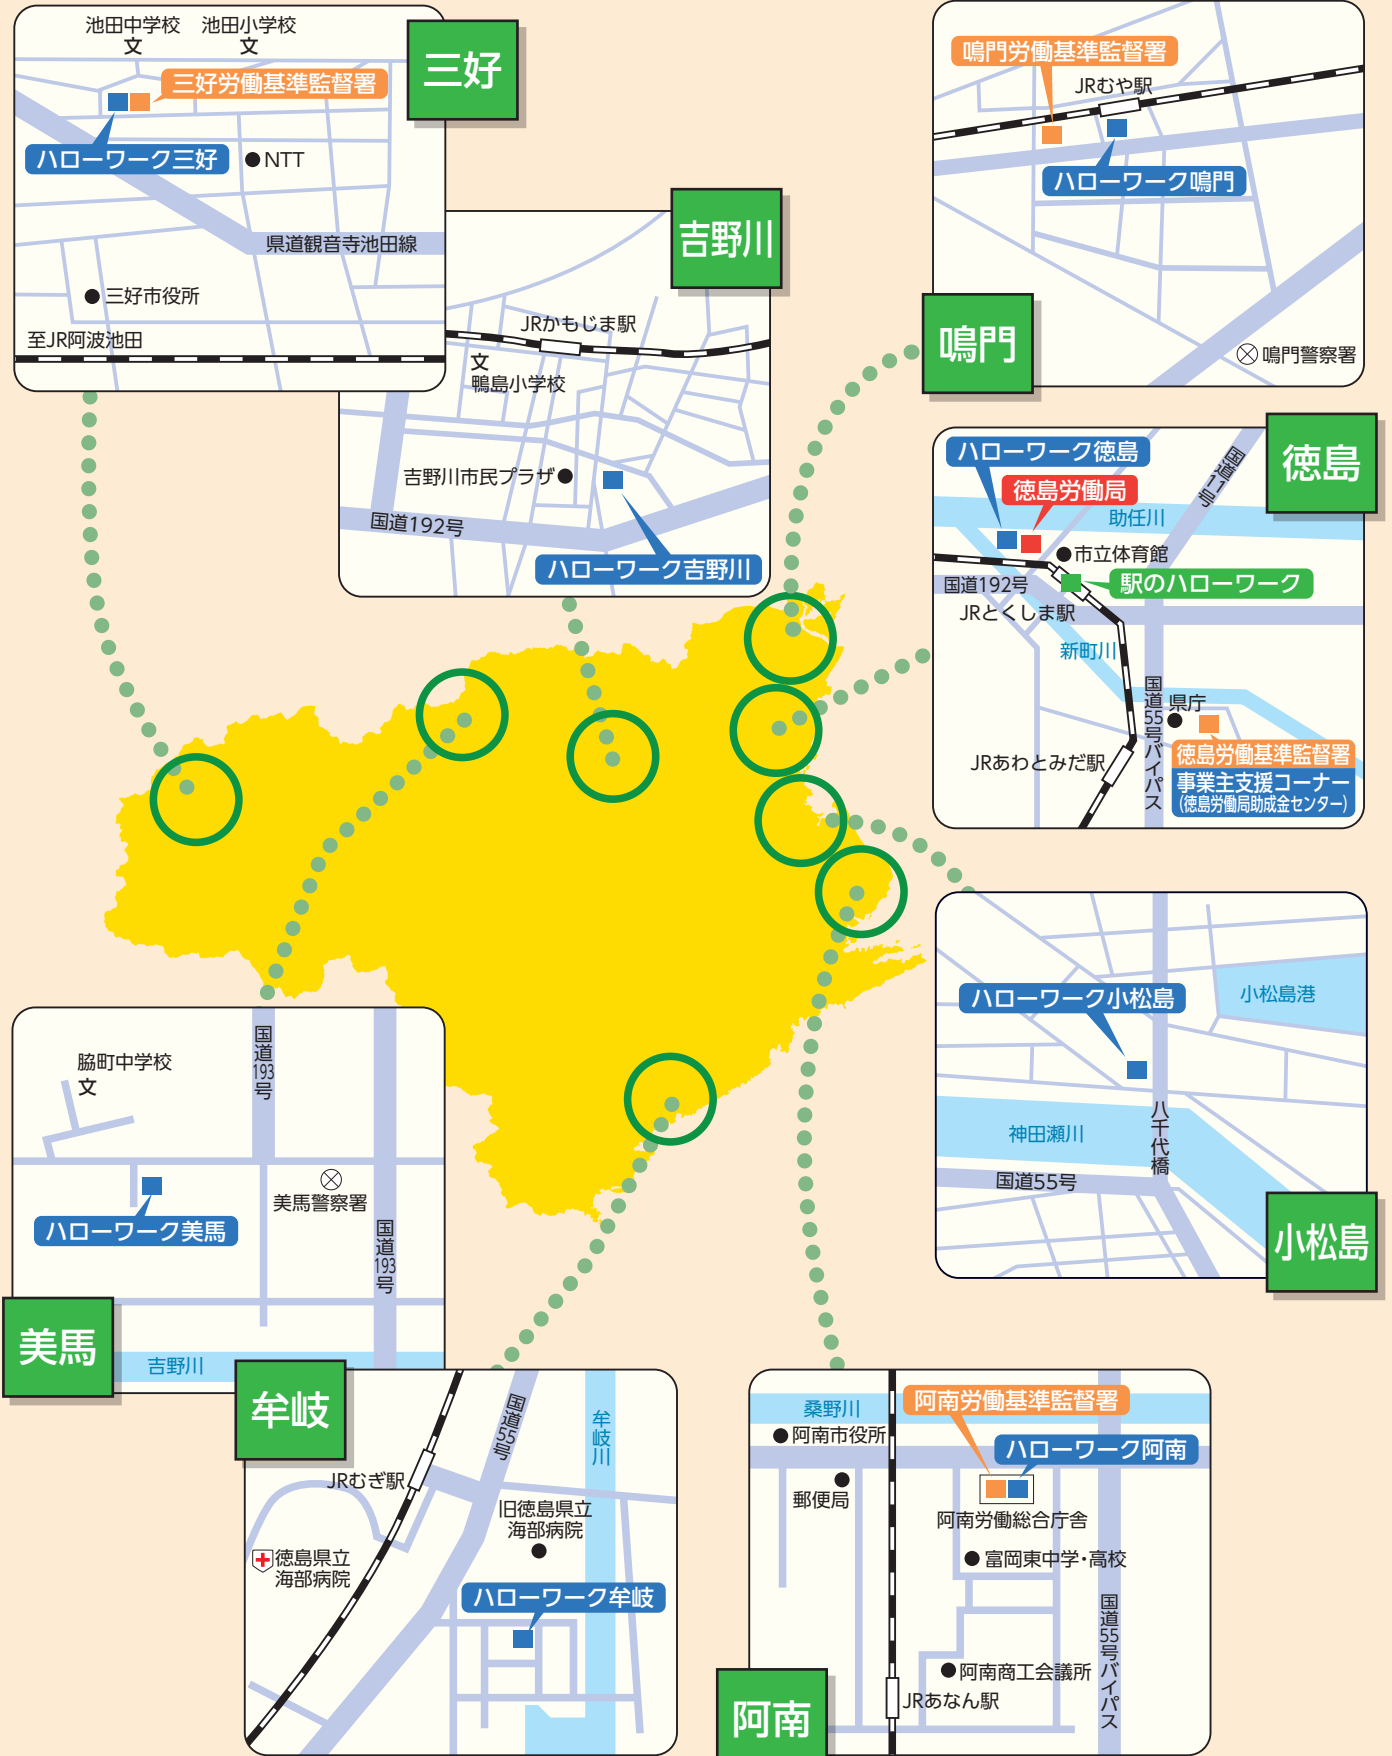 池田中学校
文
池田小学校
文
三好
三好労働基準監督署
ハローワーク三好
NTT
県道観音寺池田線
三好市役所
至JR阿波池田
吉野川
JRかもじま駅
文
鴨島小学校
吉野川市民プラザ
国道192号
ハローワーク吉野川
鳴門労働基準監督署
JRむや駅
ハローワーク鳴門
鳴門
鳴門警察署
徳島
ハローワーク徳島
国道11号
徳島労働局
助任川
市立体育館
国道192号
駅のハローワーク
JRとくしま駅
新町川
国道55号バイパス
県庁
JRあわとみだ駅
徳島労働基準監督署
事業主支援コーナー
(徳島労働局助成金センター)
ハローワーク小松島
小松島港
八千代橋
神田瀬川
国道55号
小松島
国道193号
脇町中学校
文
美馬警察署
ハローワーク美馬
国道193号
美馬
吉野川
牟岐
国道55号
牟岐川
JRむぎ駅
旧徳島県立
海部病院
徳島県立
海部病院
ハローワーク牟岐
桑野川
阿南労働基準監督署
阿南市役所
ハローワーク阿南
郵便局
阿南労働総合庁舎
富岡東中学・高校
国道55号バイパス
阿南商工会議所
JRあなん駅
阿南